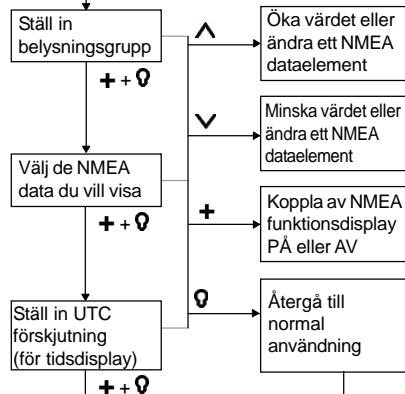 Ställ in
belysningsgrupp
+ +
Välj de NMEA
data du vill visa
+ +
Ställ in UTC
förskjutning
(för tidsdisplay)
+ +
Öka värdet eller
ändra ett NMEA
dataelement
Minska värdet eller
ändra ett NMEA
dataelement
+
Koppla av NMEA
funktionsdisplay
PÅ eller AV
Återgå till
normal
användning